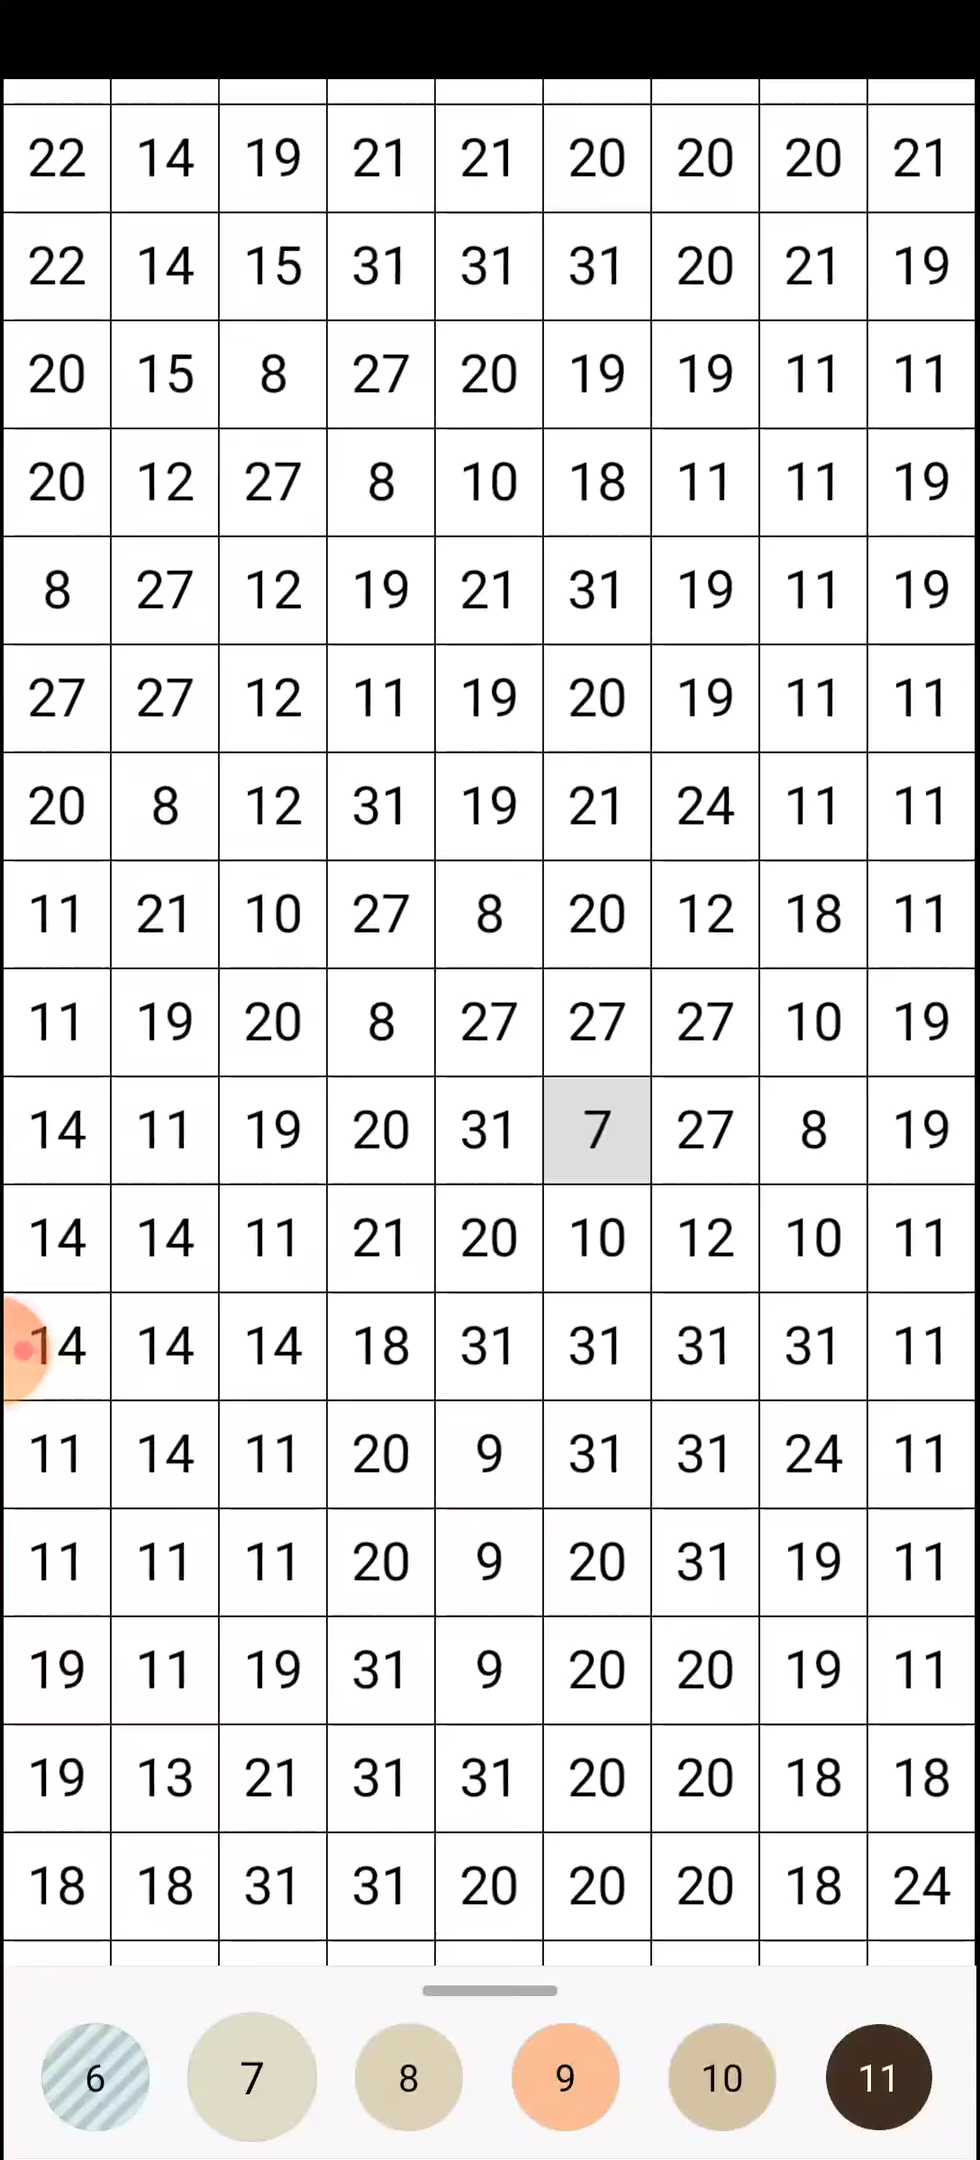 22 14 19 21 21 20 20 20 21
22 14 15 31 31 31 20 21 19
20 15 8 27 20 19 19 11 11
20 12 27 8 10 18 11 11 19
8 27 12 19 21 31 19 11 19
27 27 12 11 19 20 19 11 11
20 8 12 31 19 21 24 11 11
11 21 10 27 8 20 12 18 11
11 19 20 8 27 27 27 10 19
14 11 19 20 31 7 27 8 19
14 14 11 21 20 10 12 10 11
14 14 14 18 31 31 31 31 11
11 14 11 20 9 31 31 24 11
11 11 11 20 9 20 31 19 11
19 11 19 31 9 20 20 19 11
19 13 21 31 31 20 20 18 18
18 18 31 31 20 20 20 18 24
6 7 8 9 10 11